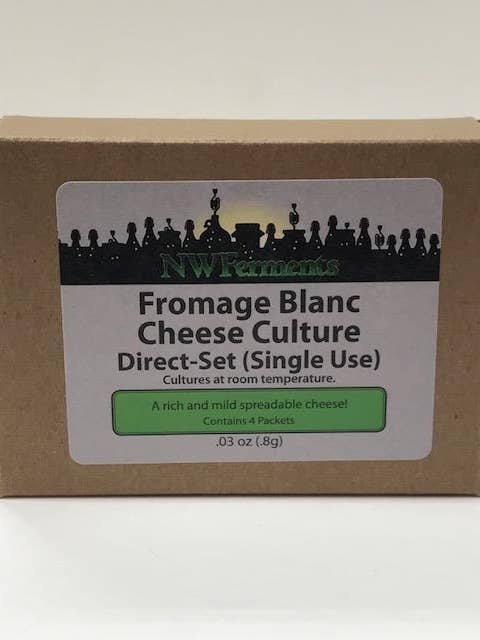 NWFerments
Fromage Blanc
Cheese Culture
Direct-Set (Single Use)
Cultures at room temperature.
A rich and mild spreadable cheese!
Contains 4 Packets
.03 oz (.8g)